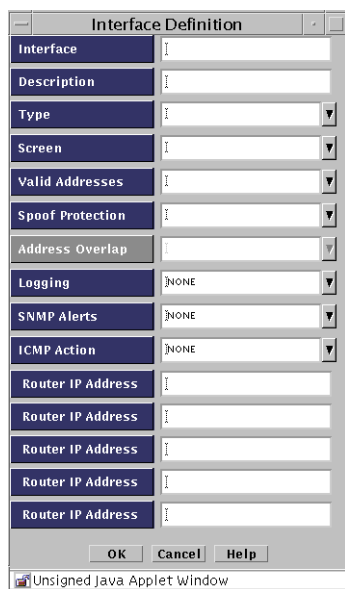 Interface Definition
Interface
Description
Type
Screen
Valid Addresses
Spoof Protection
Address Overlap
Logging NONE
SNMP Alerts NONE
ICMP Action NONE
Router IP Address
Router IP Address
Router IP Address
Router IP Address
Router IP Address
OK Cancel Help
Unsigned Java Applet Window